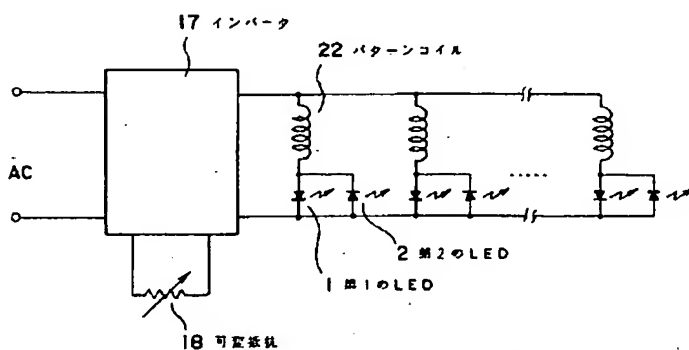 17 インバータ
22 パターンコイル
AC
2 第2のLED
1 第1のLED
18 可変抵抗